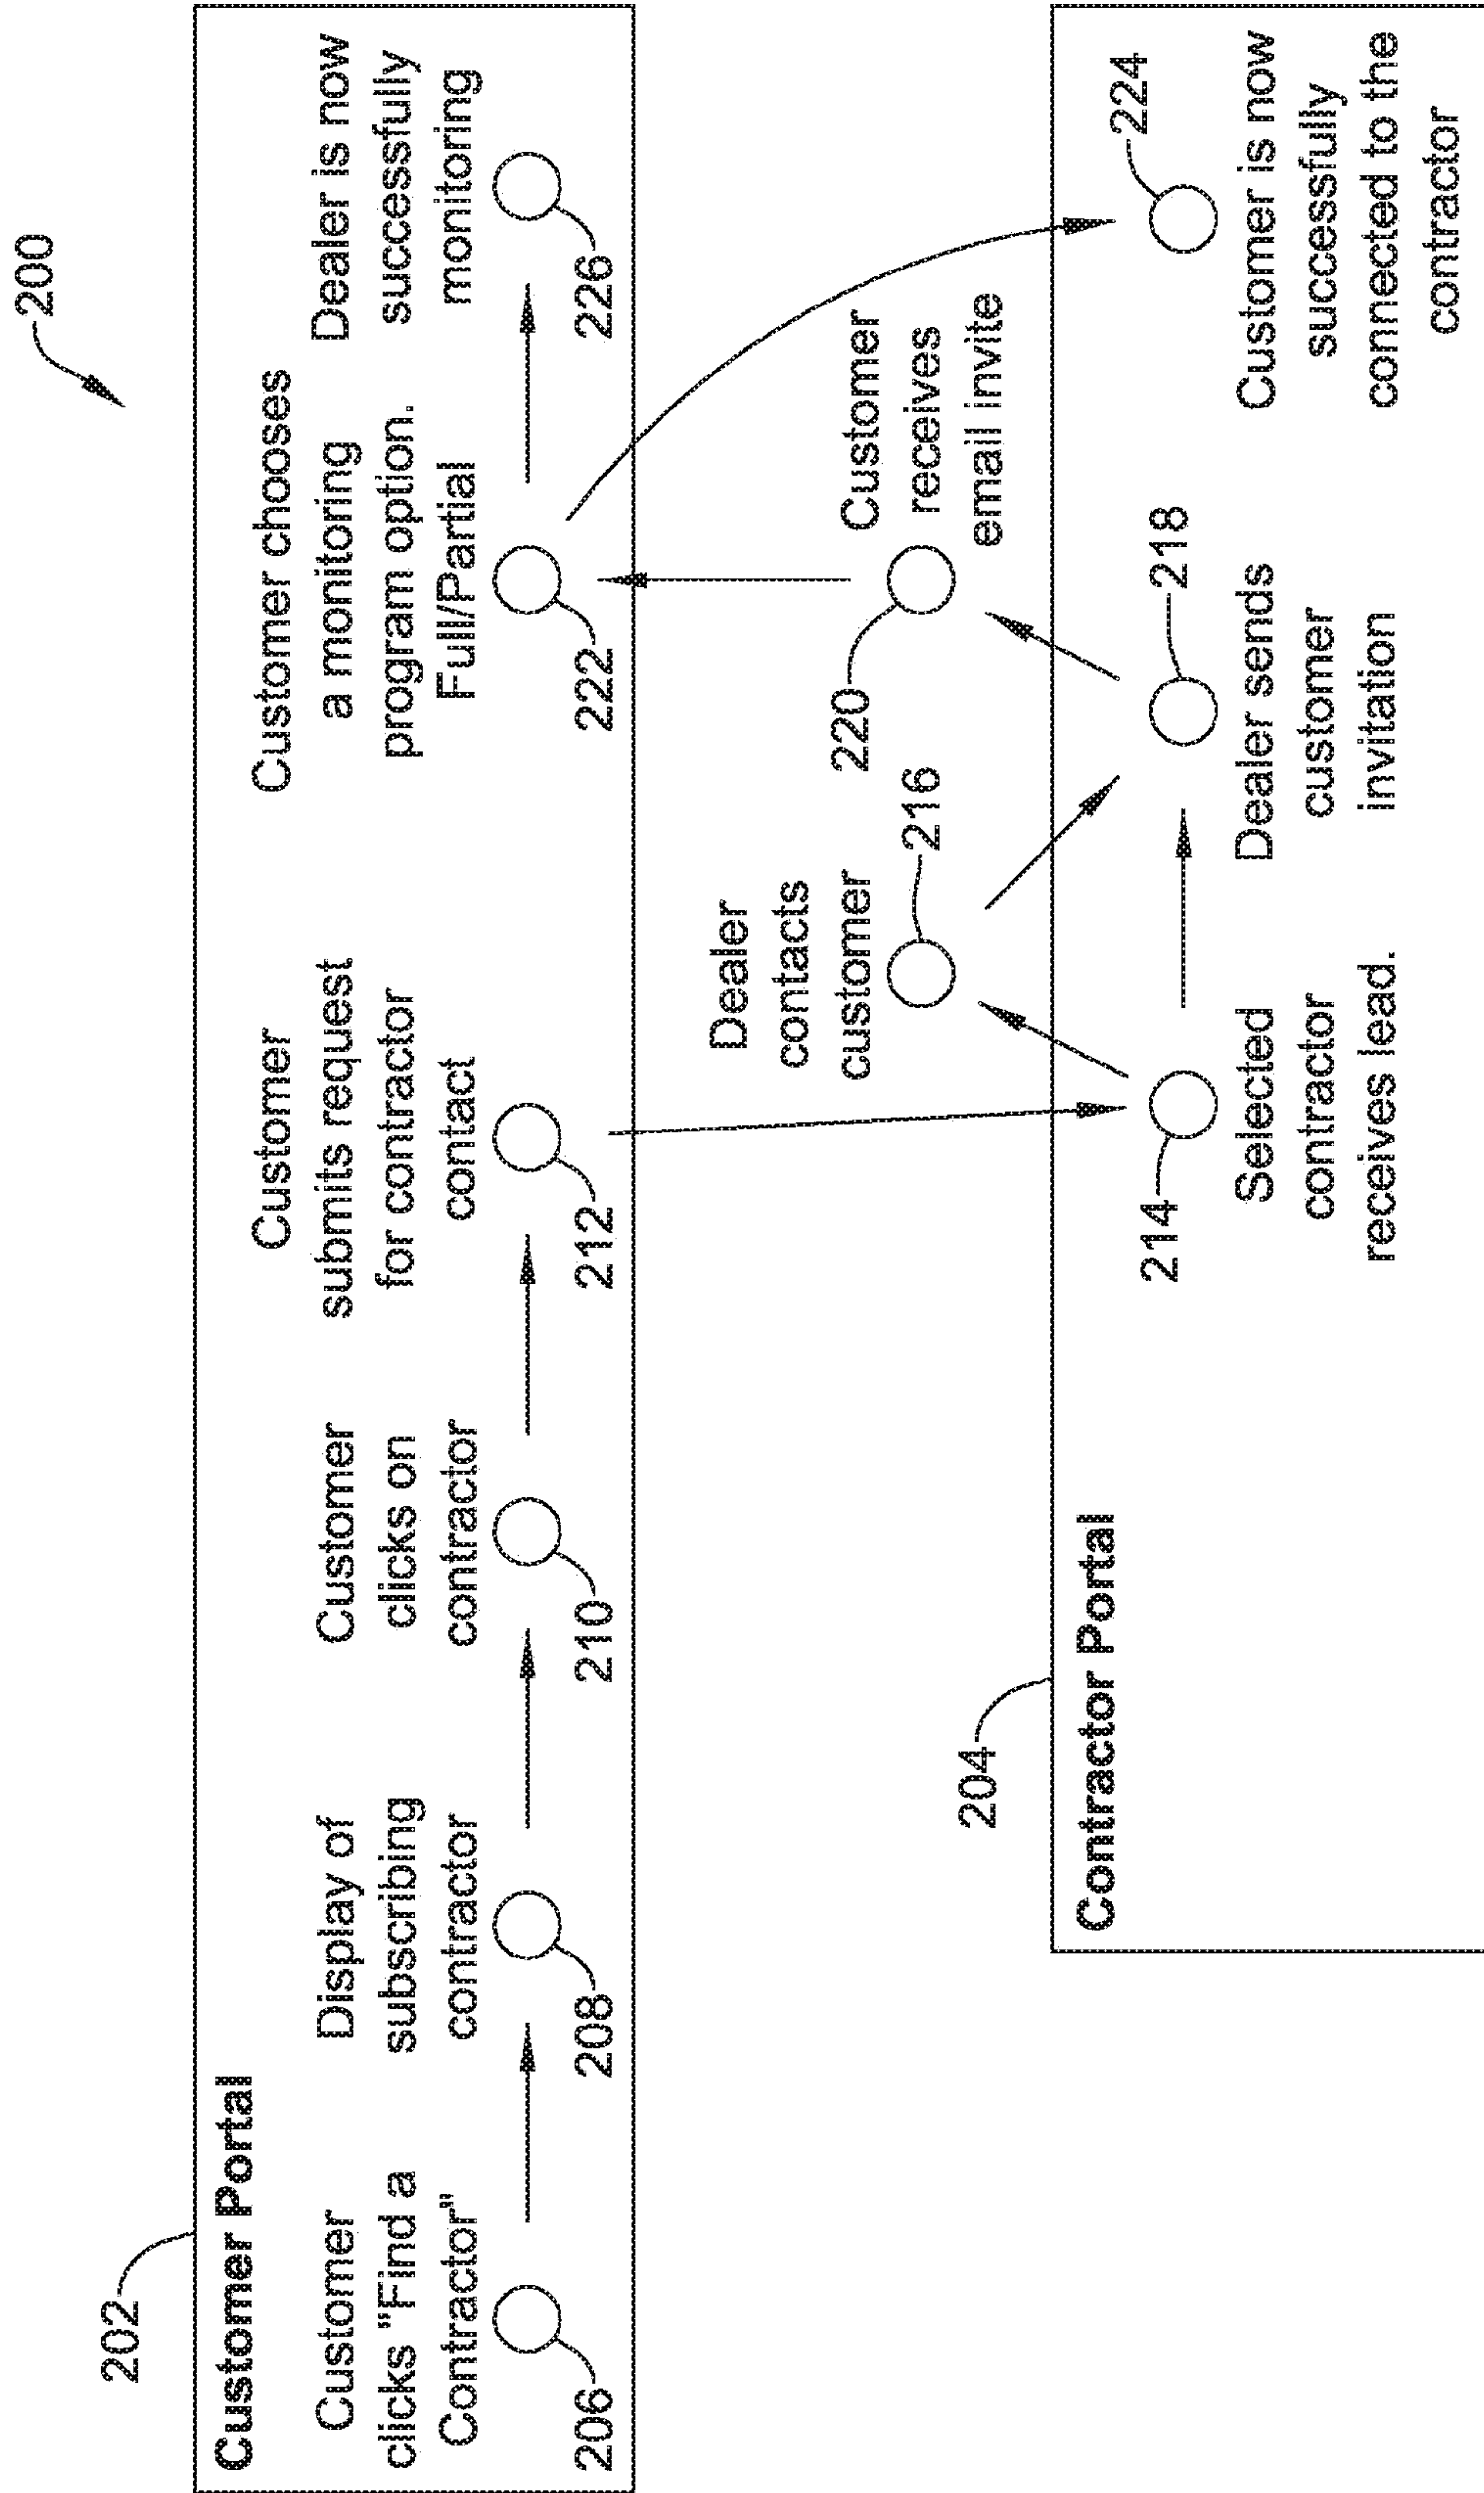 200
202
Customer Portal
Customer
clicks "Find a
Contractor"
206
Display of
subscribing
contractor
208
Customer
clicks on
contractor
210
Customer
submits request
for contractor
contact
212
Customer chooses
a monitoring
program option.
Full/Partial
222
Dealer is now
successfully
monitoring
226
Dealer
contacts
customer
216
Customer
receives
email invite
220
204
Contractor Portal
214
Selected
contractor
receives lead.
218
Dealer sends
customer
invitation
224
Customer is now
successfully
connected to the
contractor